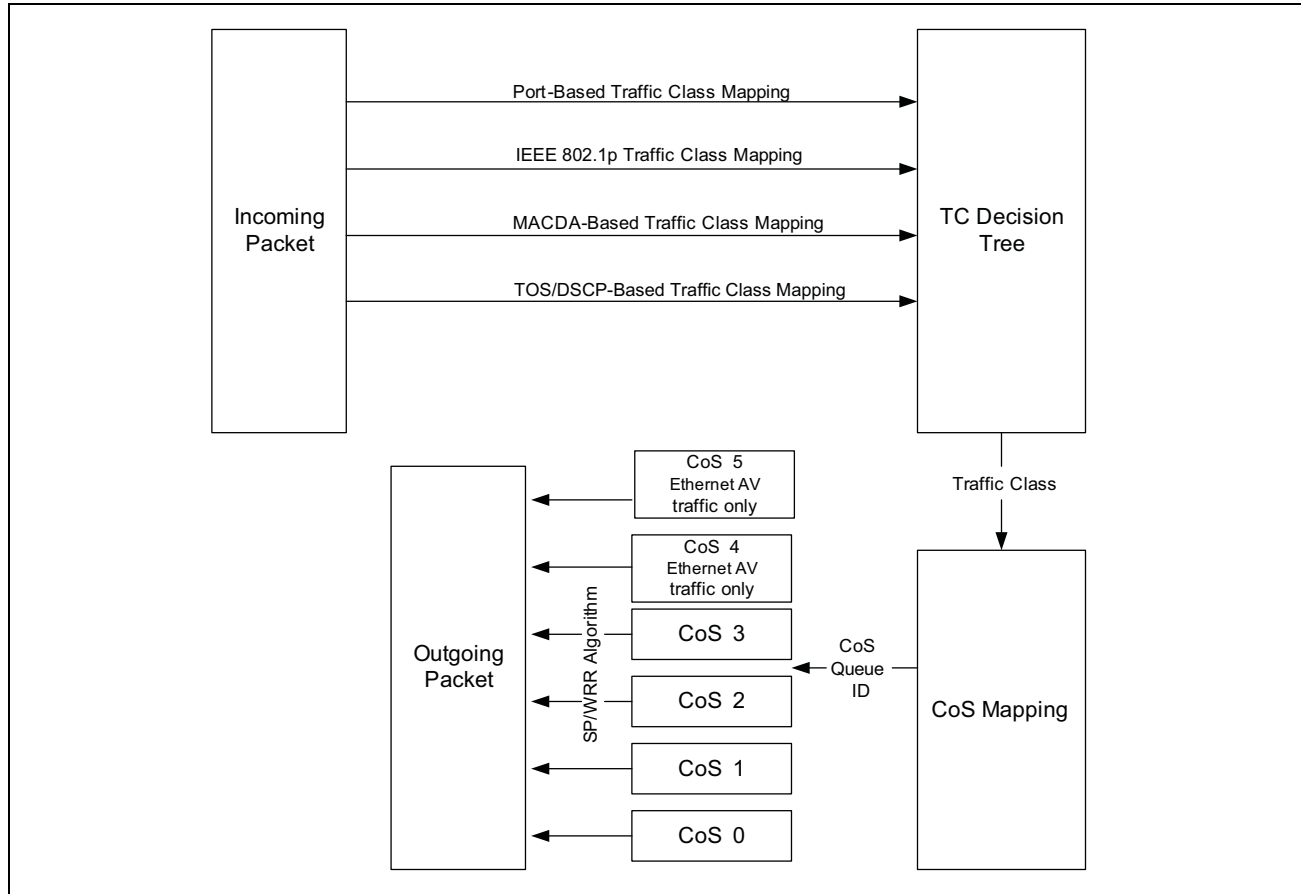 Port-Based Traffic Class Mapping
IEEE 802.1p Traffic Class Mapping
Incoming
Packet
MACDA-Based Traffic Class Mapping
TOS/DSCP-Based Traffic Class Mapping
TC Decision
Tree
Traffic Class
CoS Mapping
CoS
Queue
ID
CoS 5
Ethernet AV
traffic only
CoS 4
Ethernet AV
traffic only
CoS 3
CoS 2
CoS 1
CoS 0
SP/WRR Algorithm
Outgoing
Packet